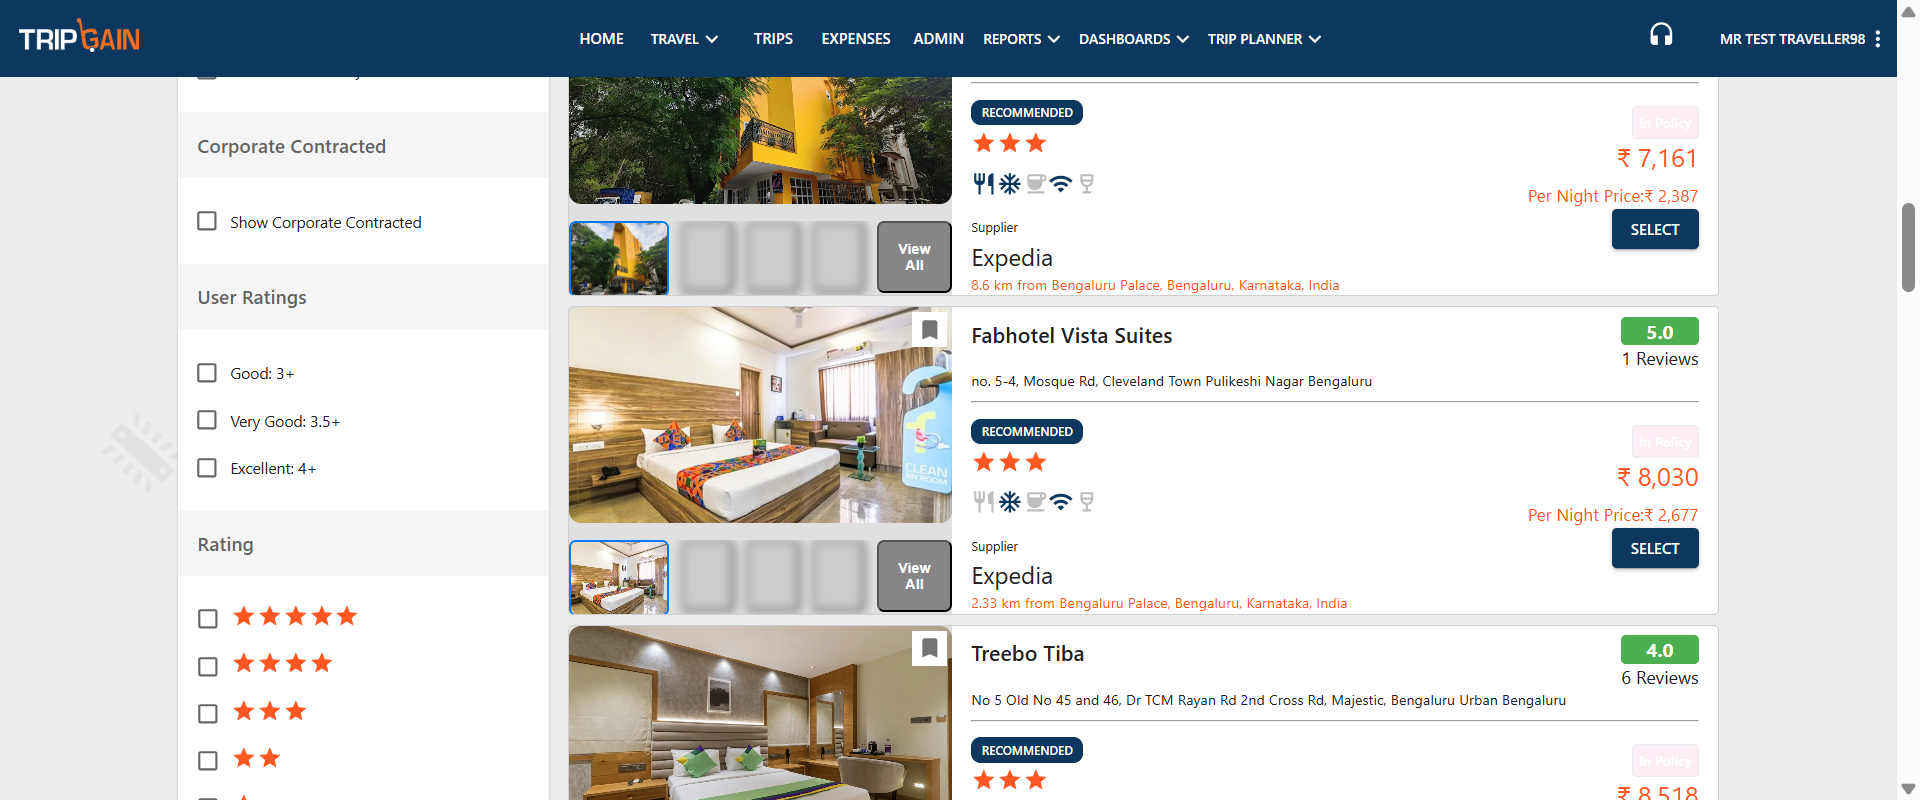 TRIPGAIN
HOME
TRAVEL
TRIPS
EXPENSES
ADMIN
REPORTS
DASHBOARDS
TRIP PLANNER
MR TEST TRAVELLER98
Corporate Contracted
Show Corporate Contracted
User Ratings
Good: 3+
Very Good: 3.5+
Excellent: 4+
Rating
RECOMMENDED
In Policy
₹ 7,161
Per Night Price:₹ 2,387
SELECT
Supplier
Expedia
8.6 km from Bengaluru Palace, Bengaluru, Karnataka, India
View
All
Fabhotel Vista Suites
5.0
1 Reviews
no. 5-4, Mosque Rd, Cleveland Town Pulikeshi Nagar Bengaluru
RECOMMENDED
In Policy
₹ 8,030
Per Night Price:₹ 2,677
SELECT
Supplier
Expedia
2.33 km from Bengaluru Palace, Bengaluru, Karnataka, India
CLEAN
MY ROOM
View
All
Treebo Tiba
4.0
6 Reviews
No 5 Old No 45 and 46, Dr TCM Rayan Rd 2nd Cross Rd, Majestic, Bengaluru Urban Bengaluru
RECOMMENDED
In Policy
₹ 8,518